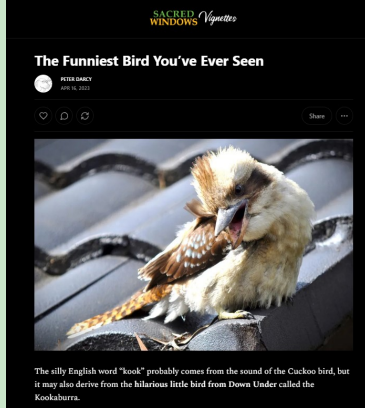 SACRED
WINDOWS Vignettes
The Funniest Bird You've Ever Seen
PETER DARCY
APR 16, 2023
Share
The silly English word “kook” probably comes from the sound of the Cuckoo bird, but
it may also derive from the hilarious little bird from Down Under called the
Kookaburra.